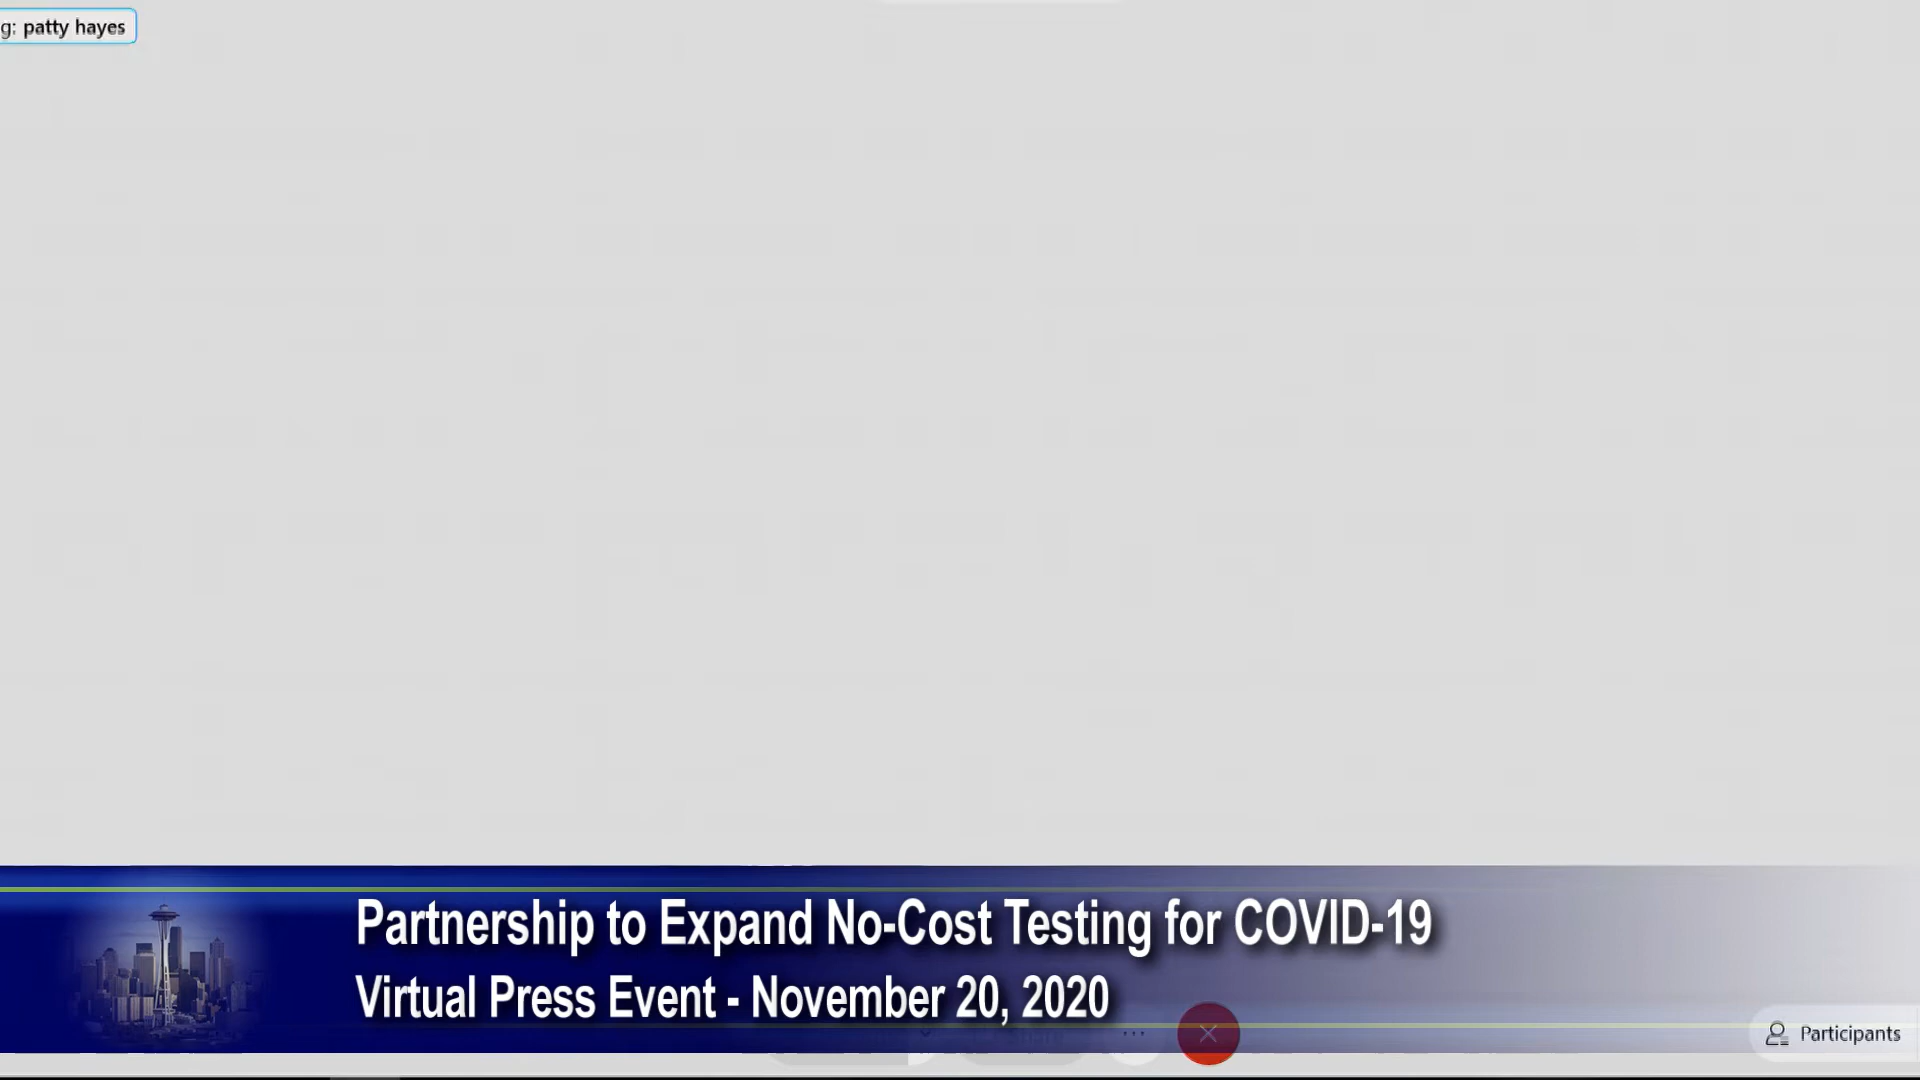 g: patty hayes
Partnership to Expand No-Cost Testing for COVID-19
Virtual Press Event - November 20, 2020
Participants